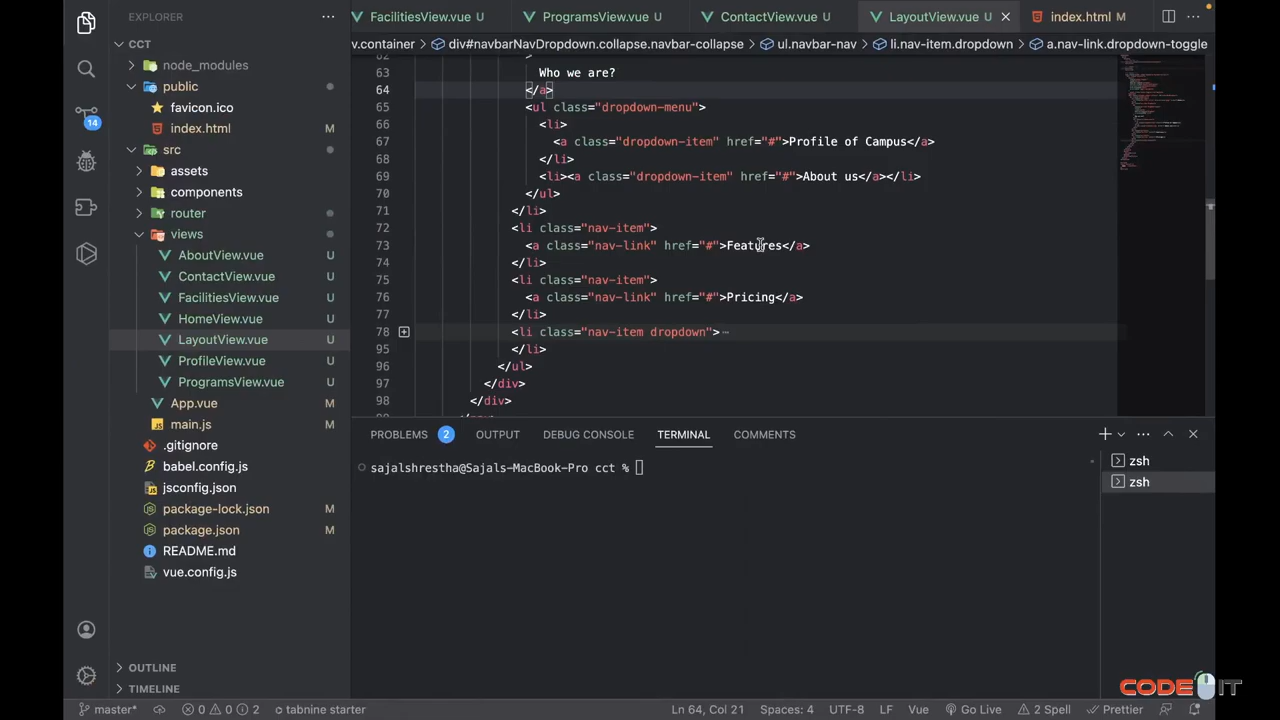 EXPLORER
FacilitiesView.vue U
ProgramsView.vue U
ContactView.vue U
LayoutView.vue U
index.html M
CCT
v.container > div#navbarNavDropdown.collapse.navbar-collapse > ul.navbar-nav > li.nav-item.dropdown > a.nav-link.dropdown-toggle
node_modules
public
favicon.ico
index.html M
src
assets
components
router
views
AboutView.vue U
ContactView.vue U
FacilitiesView.vue U
HomeView.vue U
LayoutView.vue U
ProfileView.vue U
ProgramsView.vue U
App.vue M
main.js M
.gitignore
babel.config.js
jsconfig.json
package-lock.json M
package.json M
README.md
vue.config.js
OUTLINE
TIMELINE
14
62 >
63 Who we are?
64 </a>
65 <ul class="dropdown-menu">
66 <li>
67 <a class="dropdown-item" href="#">Profile of Campus</a>
68 </li>
69 <li><a class="dropdown-item" href="#">About us</a></li>
70 </ul>
71 </li>
72 <li class="nav-item">
73 <a class="nav-link" href="#">Features</a>
74 </li>
75 <li class="nav-item">
76 <a class="nav-link" href="#">Pricing</a>
77 </li>
78 <li class="nav-item dropdown">
95 </li>
96 </ul>
97 </div>
98 </div>
PROBLEMS 2 OUTPUT DEBUG CONSOLE TERMINAL COMMENTS
sajalshrestha@Sajals-MacBook-Pro cct %
zsh
zsh
CODE IT
master* 0 0 2 tabnine starter Ln 64, Col 21 Spaces: 4 UTF-8 LF Vue Go Live 2 Spell Prettier